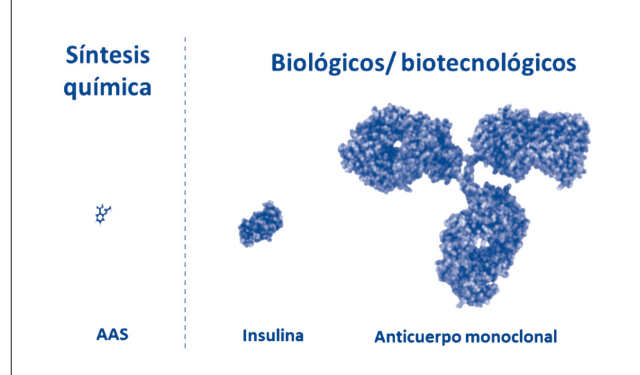 Síntesis
química
Biológicos/ biotecnológicos
AAS
Insulina
Anticuerpo monoclonal